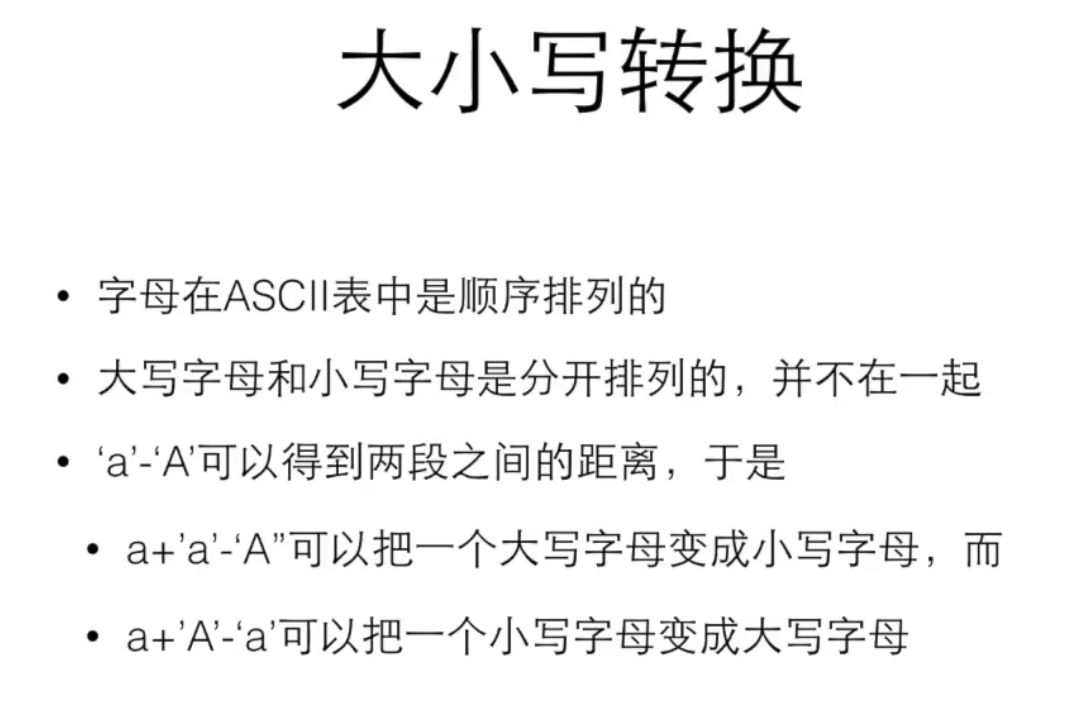 大小写转换
• 字母在ASCII表中是顺序排列的
• 大写字母和小写字母是分开排列的，并不在一起
• ‘a’-‘A’可以得到两段之间的距离，于是
• a+’a’-‘A”可以把一个大写字母变成小写字母，而
• a+’A’-‘a’可以把一个小写字母变成大写字母